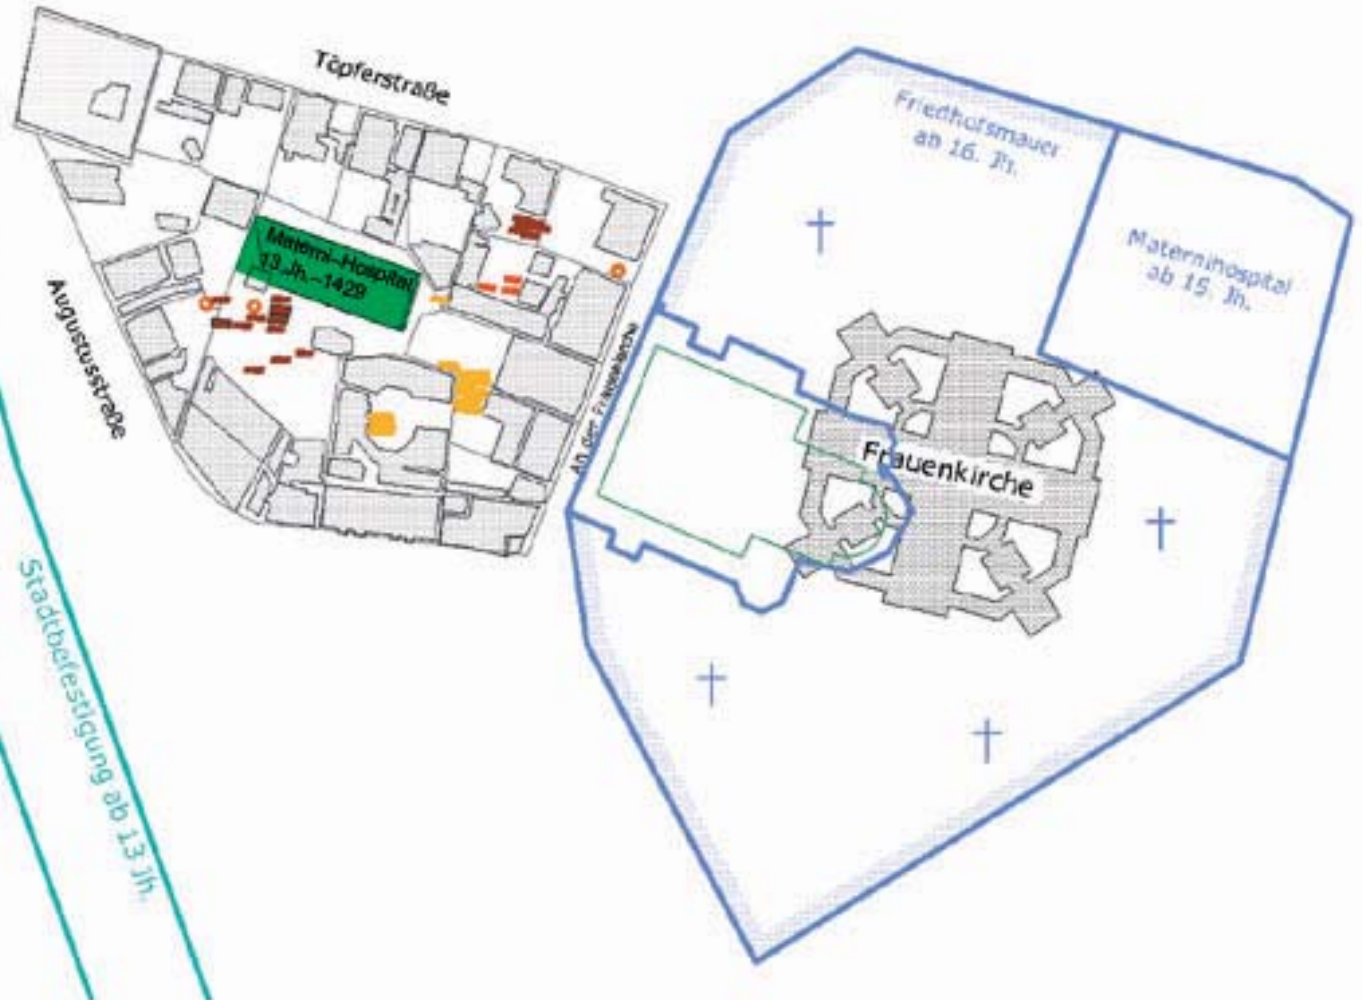 Töpferstraße
Friedhofsmauer
ab 16. Jh.
Materni-Hospital
13.Jh.-1429
Maternihospital
ab 15. Jh.
Augustusstraße
An der Frauenkirche
Frauenkirche
Stadtbefestigung ab 13 Jh.